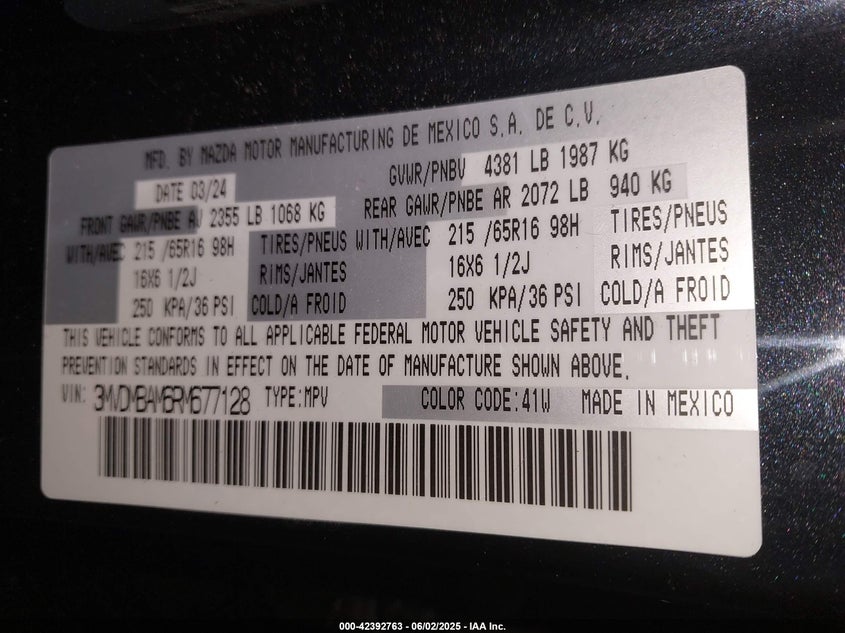 MFD. BY MAZDA MOTOR MANUFACTURING DE MEXICO S.A. DE C.V.
DATE 03/24 GVWR/PNBV 4381 LB 1987 KG
FRONT GAWR/PNBE AV 2355 LB 1068 KG REAR GAWR/PNBE AR 2072 LB 940 KG
WITH/AVEC 215 /65R16 98H TIRES/PNEUS WITH/AVEC 215 /65R16 98H TIRES/PNEUS
16X6 1/2J RIMS/JANTES 16X6 1/2J RIMS/JANTES
250 KPA/36 PSI COLD/A FROID 250 KPA/36 PSI COLD/A FROID
THIS VEHICLE CONFORMS TO ALL APPLICABLE FEDERAL MOTOR VEHICLE SAFETY AND THEFT
PREVENTION STANDARDS IN EFFECT ON THE DATE OF MANUFACTURE SHOWN ABOVE.
VIN: 3MVDMBAM6RM677128 TYPE:MPV COLOR CODE:41W MADE IN MEXICO
000-42392763 - 06/02/2025 - IAA Inc.